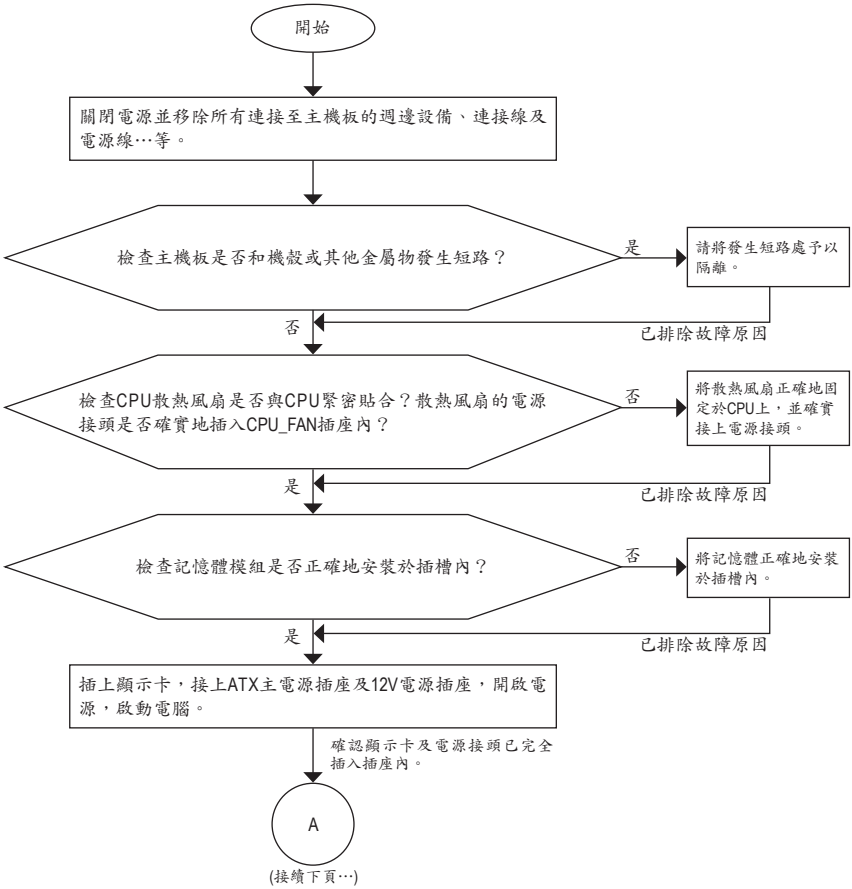 開始
關閉電源並移除所有連接至主機板的週邊設備、連接線及
電源線…等。
檢查主機板是否和機殼或其他金屬物發生短路？
是
請將發生短路處予以
隔離。
否
已排除故障原因
檢查CPU散熱風扇是否與CPU緊密貼合？散熱風扇的電源
接頭是否確實地插入CPU_FAN插座內？
否
將散熱風扇正確地固
定於CPU上，並確實
接上電源接頭。
是
已排除故障原因
檢查記憶體模組是否正確地安裝於插槽內？
否
將記憶體正確地安裝
於插槽內。
是
已排除故障原因
插上顯示卡，接上ATX主電源插座及12V電源插座，開啟電
源，啟動電腦。
確認顯示卡及電源接頭已完全
插入插座內。
A
(接續下頁…)